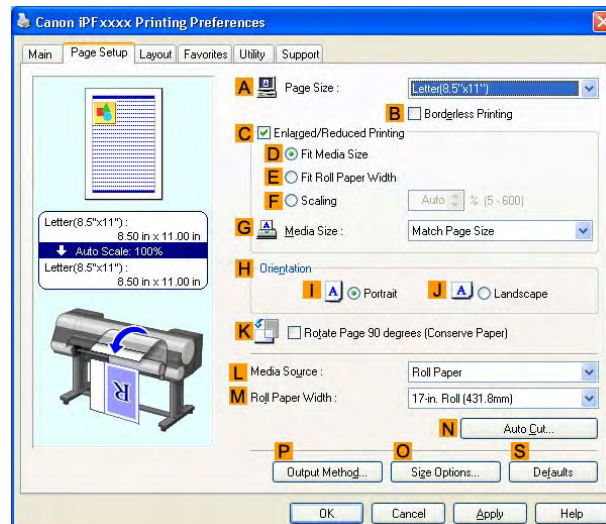 Canon iPFxxxx Printing Preferences
Main Page Setup Layout Favorites Utility Support
A Page Size : Letter(8.5"x11")
B Borderless Printing
C Enlarged/Reduced Printing
D Fit Media Size
E Fit Roll Paper Width
F Scaling Auto % (5 - 600)
G Media Size : Match Page Size
Letter(8.5"x11") :
8.50 in x 11.00 in
Auto Scale: 100%
Letter(8.5"x11") :
8.50 in x 11.00 in
H Orientation
I A Portrait J A Landscape
K Rotate Page 90 degrees (Conserve Paper)
R
L Media Source : Roll Paper
M Roll Paper Width : 17-in. Roll (431.8mm)
N Auto Cut...
P O S
Output Method... Size Options... Defaults
OK Cancel Apply Help